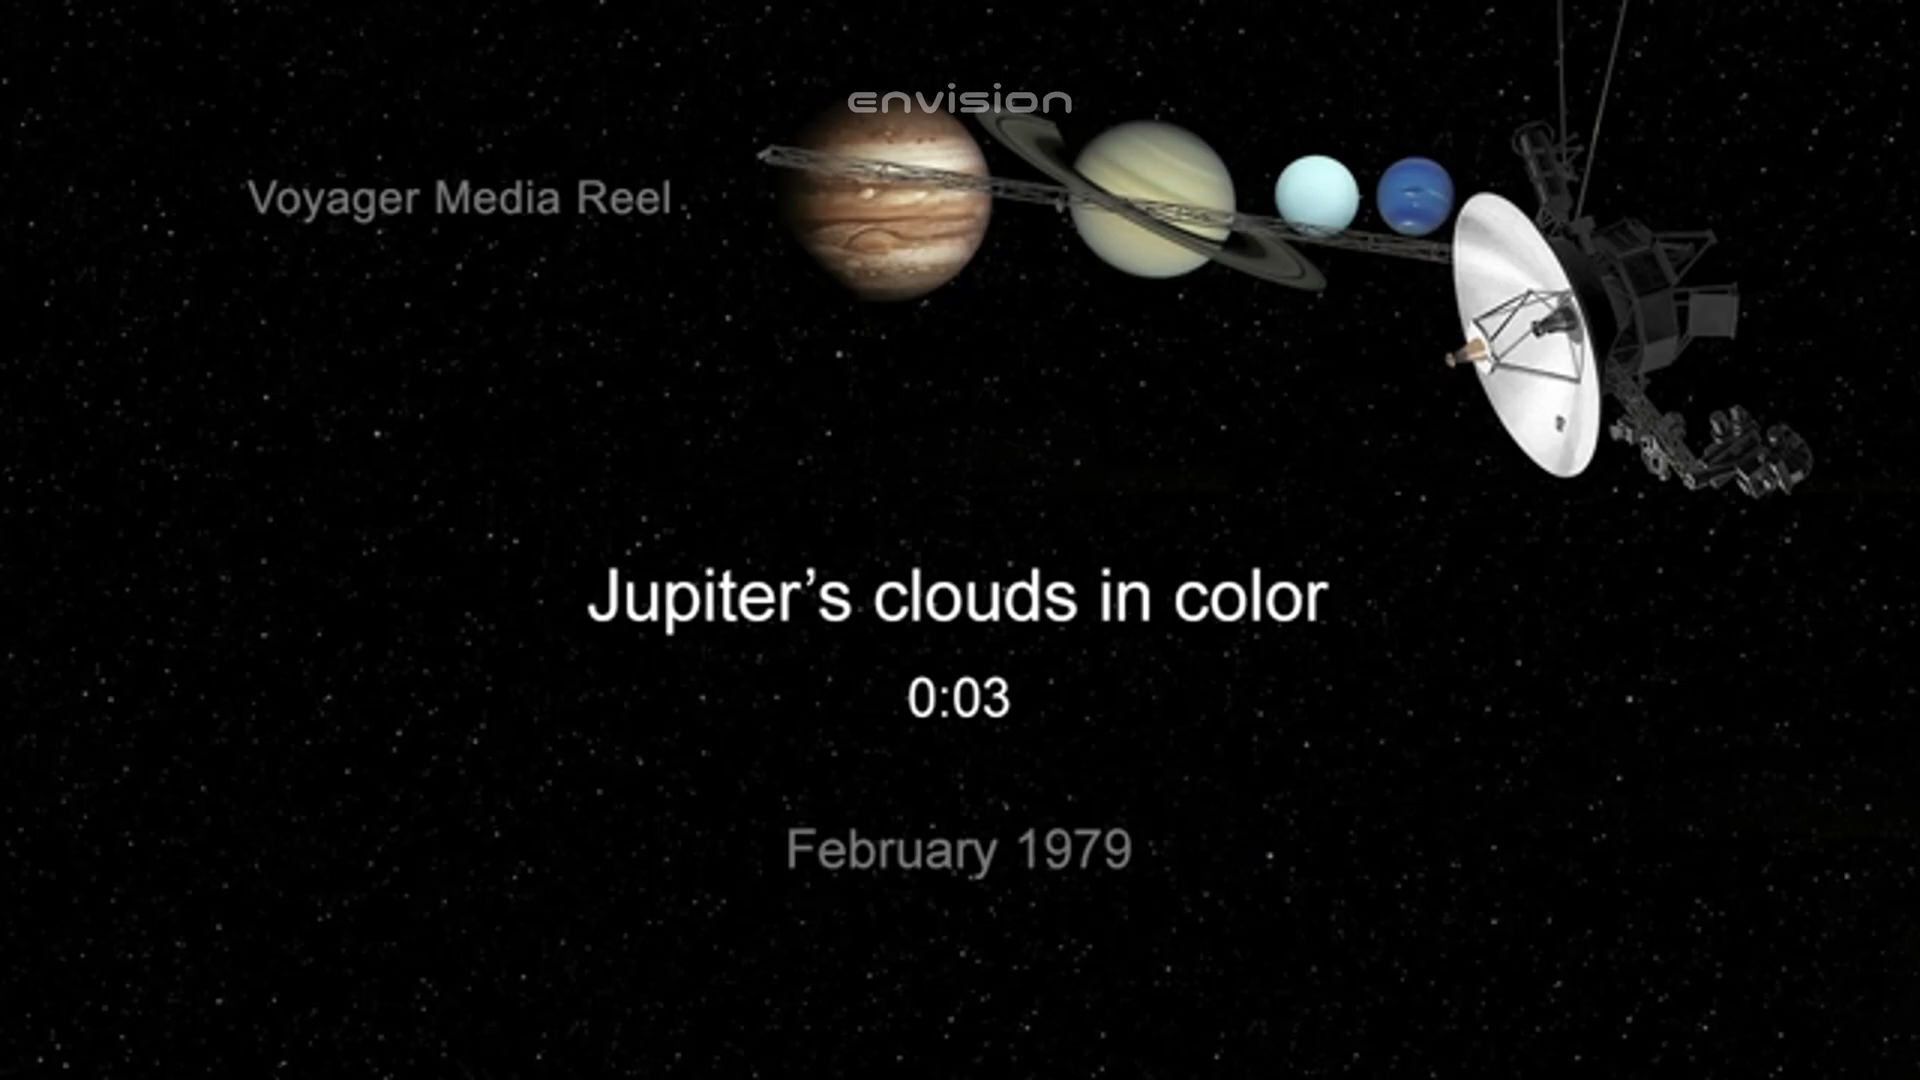 envision
Voyager Media Reel
Jupiter’s clouds in color
0:03
February 1979